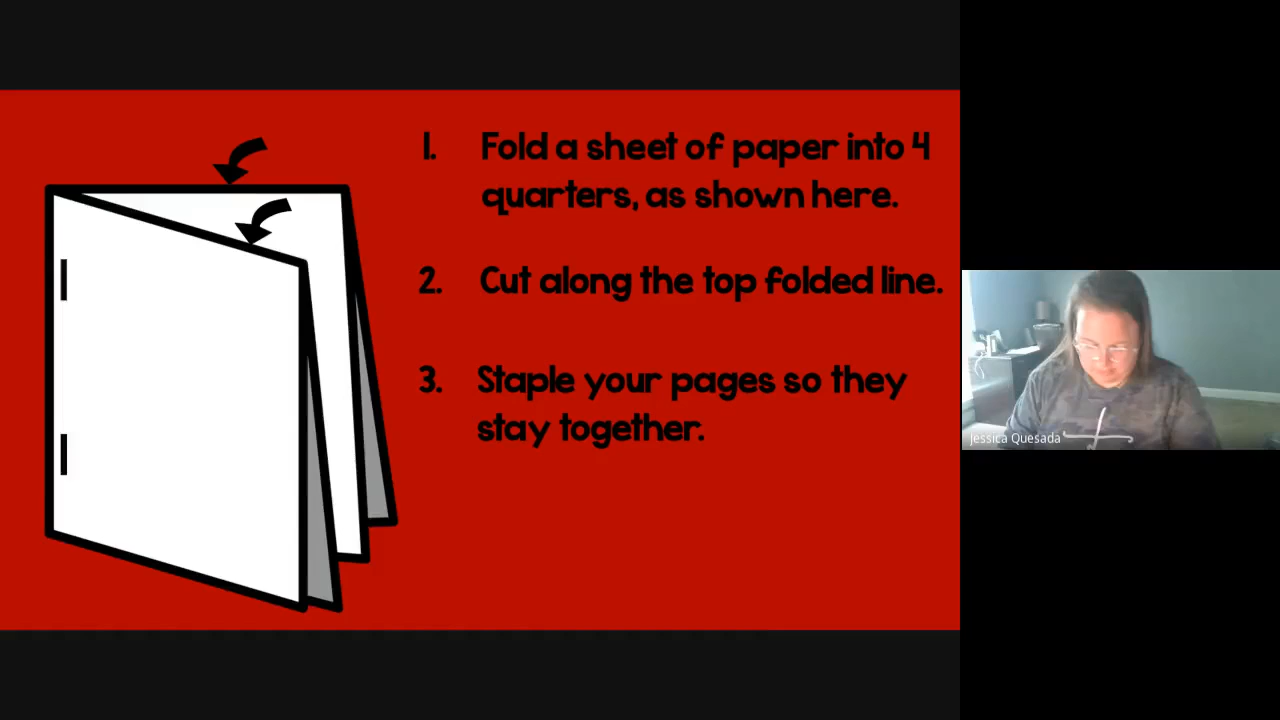 1. Fold a sheet of paper into 4
quarters, as shown here.
2. Cut along the top folded line.
3. Staple your pages so they
stay together.
Jessica Quesada